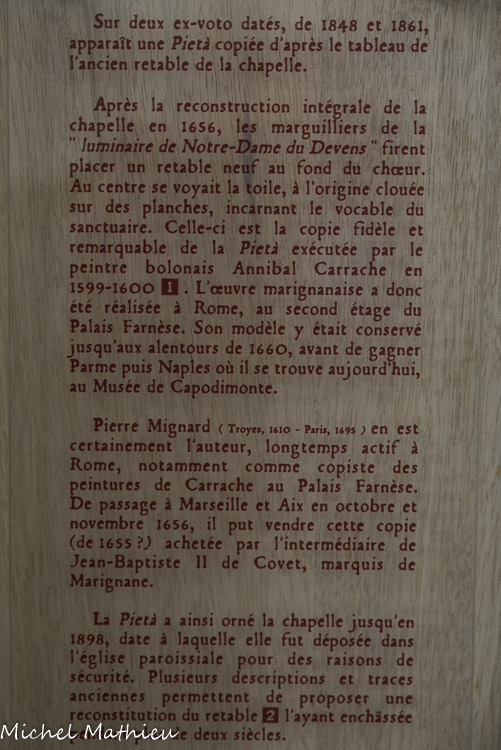 Sur deux ex-voto datés, de 1848 et 1861,
apparaît une Pietà copiée d'après le tableau de
l'ancien retable de la chapelle.
Après la reconstruction intégrale de la
chapelle en 1656, les marguilliers de la
" luminaire de Notre-Dame du Devens " firent
placer un retable neuf au fond du chœur.
Au centre se voyait la toile, à l'origine clouée
sur des planches, incarnant le vocable du
sanctuaire. Celle-ci est la copie fidèle et
remarquable de la Pietà exécutée par le
peintre bolonais Annibal Carrache en
1599-1600 1 . L'œuvre marignanaise a donc
été réalisée à Rome, au second étage du
Palais Farnèse. Son modèle y était conservé
jusqu'aux alentours de 1660, avant de gagner
Parme puis Naples où il se trouve aujourd'hui,
au Musée de Capodimonte.
Pierre Mignard ( Troyes, 1610 - Paris, 1695 ) en est
certainement l'auteur, longtemps actif à
Rome, notamment comme copiste des
peintures de Carrache au Palais Farnèse.
De passage à Marseille et Aix en octobre et
novembre 1656, il put vendre cette copie
(de 1655 ?) achetée par l'intermédiaire de
Jean-Baptiste II de Covet, marquis de
Marignane.
La Pietà a ainsi orné la chapelle jusqu'en
1898, date à laquelle elle fut déposée dans
l'église paroissiale pour des raisons de
sécurité. Plusieurs descriptions et traces
anciennes permettent de proposer une
reconstitution du retable 2 l'ayant enchâssée
de deux siècles.
Michel Mathieu